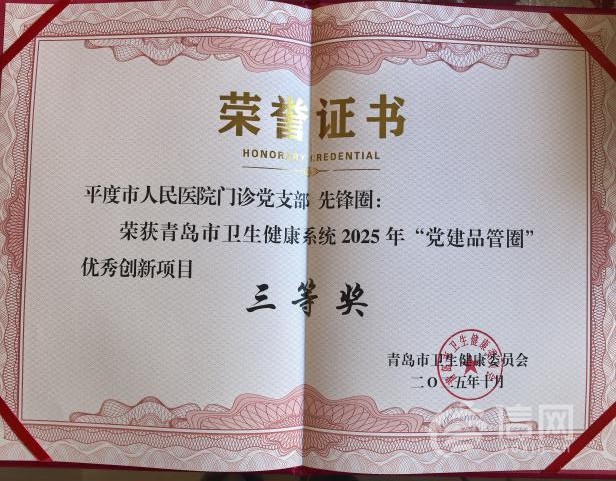 荣誉证书
HONORARY CREDENTIAL
平度市人民医院门诊党支部 先锋圈：
荣获青岛市卫生健康系统2025年“党建品管圈”
优秀创新项目
三等奖
青岛市卫生健康委员会
二〇二五年十月
信网